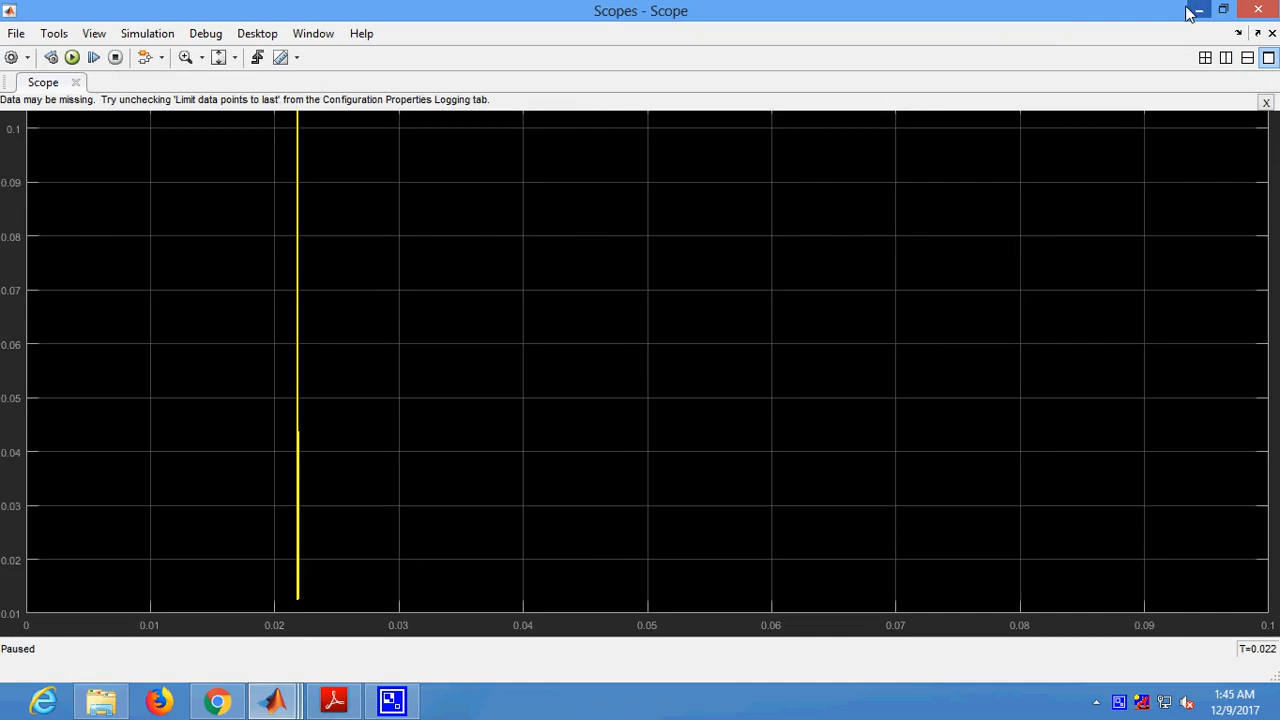 Scopes - Scope
File Tools View Simulation Debug Desktop Window Help
Scope
Data may be missing. Try unchecking 'Limit data points to last' from the Configuration Properties Logging tab.
X
0.1
0.09
0.08
0.07
0.06
0.05
0.04
0.03
0.02
0.01
0 0.01 0.02 0.03 0.04 0.05 0.06 0.07 0.08 0.09 0.1
Paused T=0.022
1:45 AM
12/9/2017